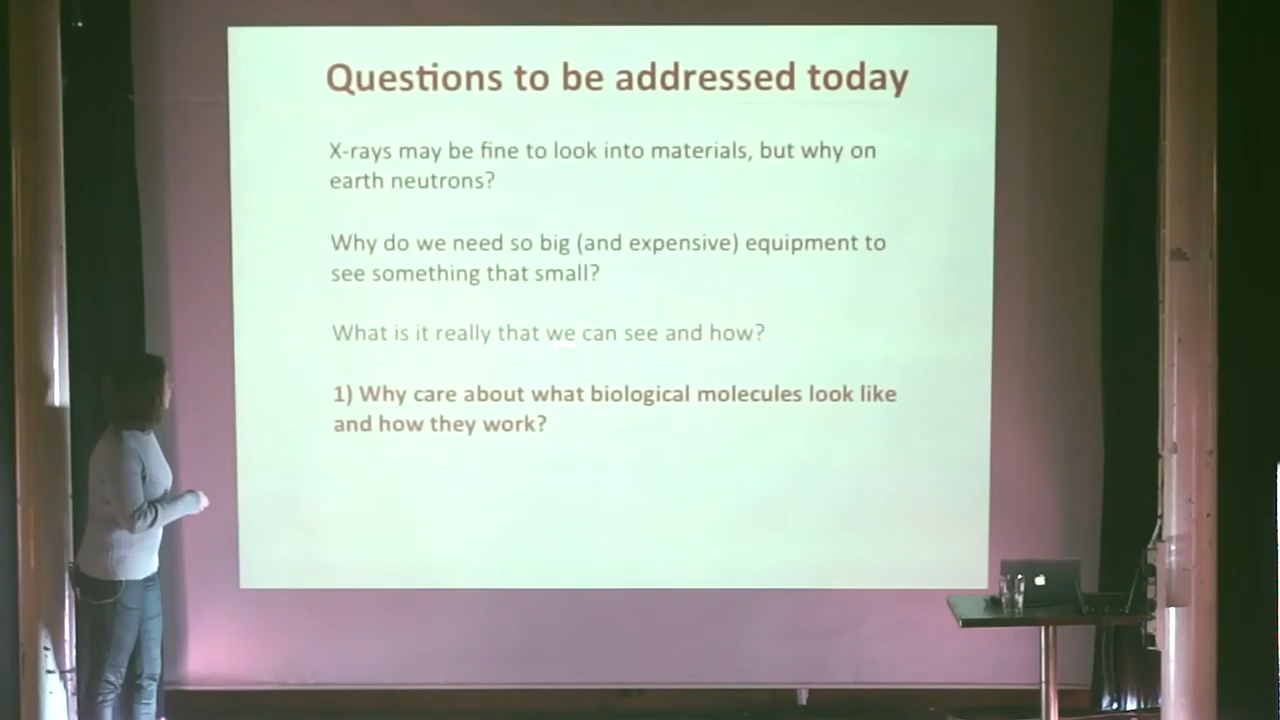 Questions to be addressed today
X-rays may be fine to look into materials, but why on
earth neutrons?
Why do we need so big (and expensive) equipment to
see something that small?
What is it really that we can see and how?
1) Why care about what biological molecules look like
and how they work?